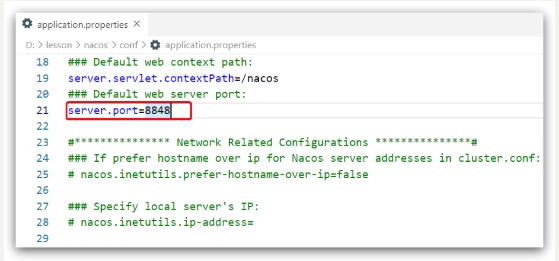 application.properties ×
D: > lesson > nacos > conf > application.properties
18 ### Default web context path:
19 server.servlet.contextPath=/nacos
20 ### Default web server port:
21 server.port=8848
22
23 #*************** Network Related Configurations ***************#
24 ### If prefer hostname over ip for Nacos server addresses in cluster.conf:
25 # nacos.inetutils.prefer-hostname-over-ip=false
26
27 ### Specify local server's IP:
28 # nacos.inetutils.ip-address=
29